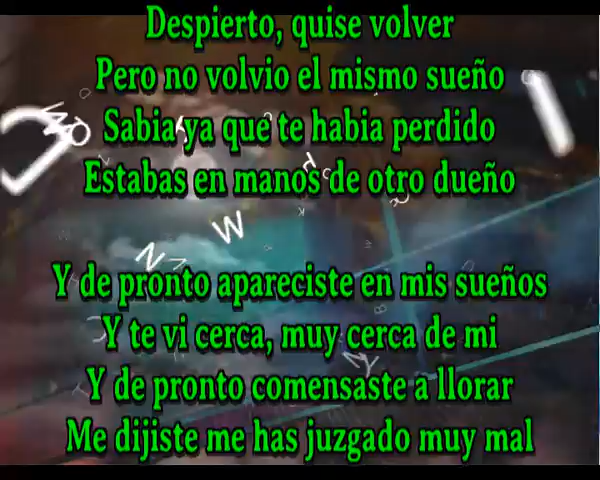 Despierto, quise volver
Pero no volvio el mismo sueño
Sabia ya que te habia perdido
Estabas en manos de otro dueño
Y de pronto apareciste en mis sueños
Y te vi cerca, muy cerca de mi
Y de pronto comensaste a llorar
Me dijiste me has juzgado muy mal